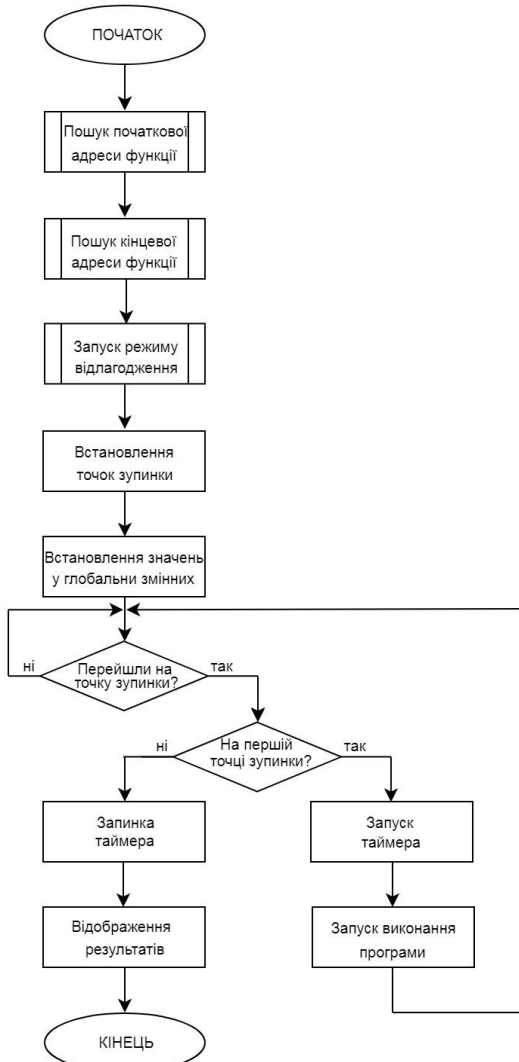 ПОЧАТОК
Пошук початкової
адреси функції
Пошук кінцевої
адреси функції
Запуск режиму
відлагодження
Встановлення
точок зупинки
Встановлення значень
у глобальни змінних
ні
Перейшли на
точку зупинки?
так
ні
На першій
точці зупинки?
так
Запинка
таймера
Запуск
таймера
Відображення
результатів
Запуск виконання
програми
КІНЕЦЬ